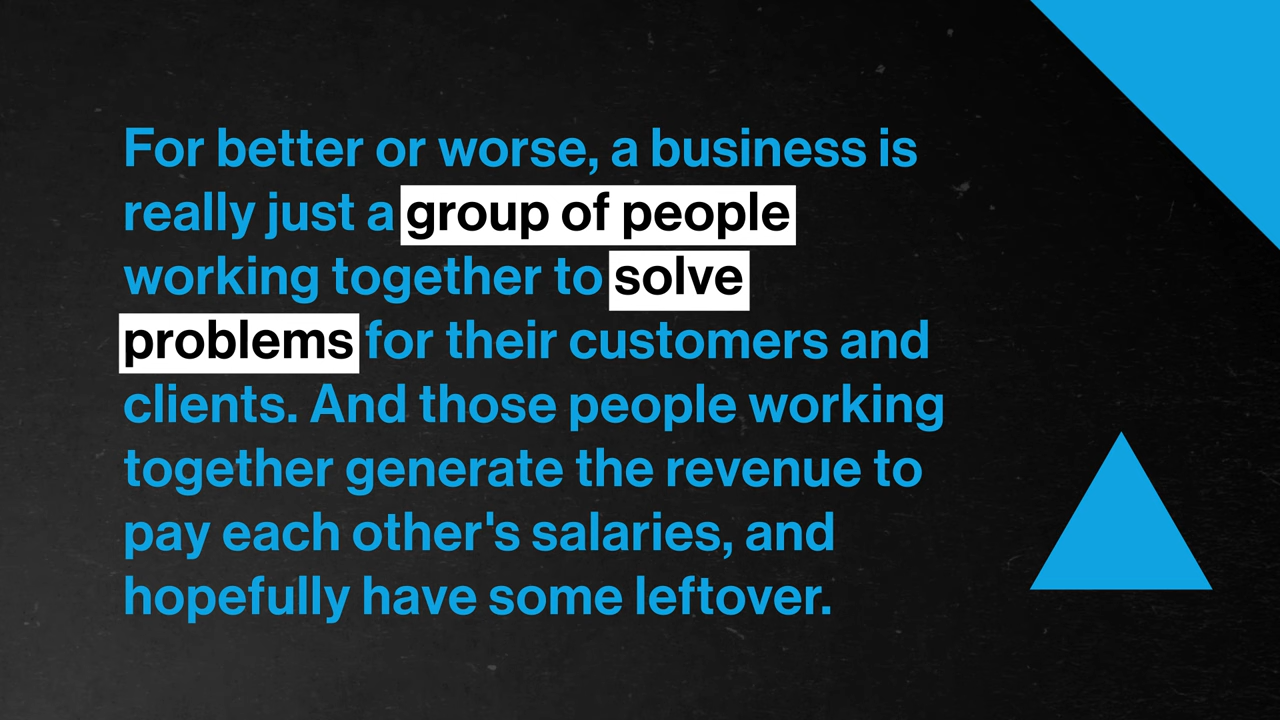 For better or worse, a business is
really just a group of people
working together to solve
problems for their customers and
clients. And those people working
together generate the revenue to
pay each other's salaries, and
hopefully have some leftover.